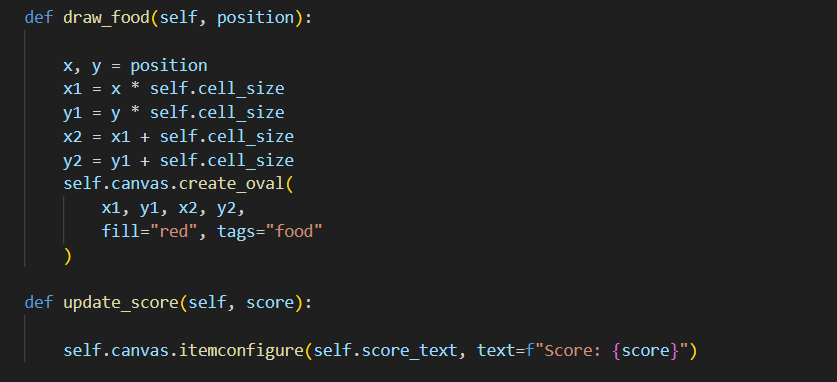 def draw_food(self, position):
x, y = position
x1 = x * self.cell_size
y1 = y * self.cell_size
x2 = x1 + self.cell_size
y2 = y1 + self.cell_size
self.canvas.create_oval(
x1, y1, x2, y2,
fill="red", tags="food"
)
def update_score(self, score):
self.canvas.itemconfigure(self.score_text, text=f"Score: {score}")